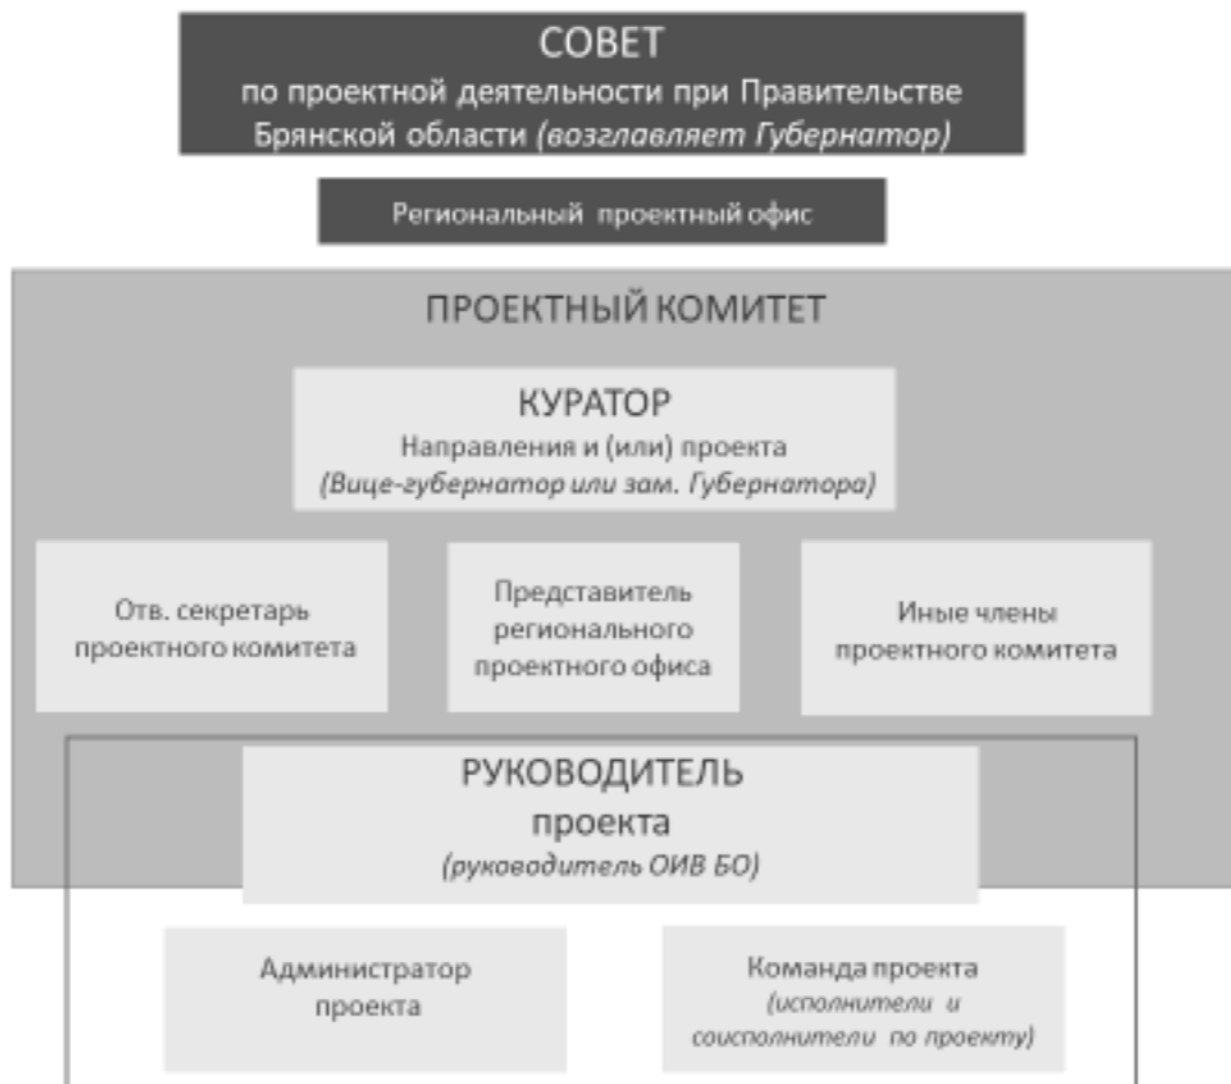 СОВЕТ
по проектной деятельности при Правительстве
Брянской области (возглавляет Губернатор)
Региональный проектный офис
ПРОЕКТНЫЙ КОМИТЕТ
КУРАТОР
Направления и (или) проекта
(Вице-губернатор или зам. Губернатора)
Отв. секретарь
проектного комитета
Представитель
регионального
проектного офиса
Иные члены
проектного комитета
РУКОВОДИТЕЛЬ
проекта
(руководитель ОИВ БО)
Администратор
проекта
Команда проекта
(исполнители и
соисполнители по проекту)